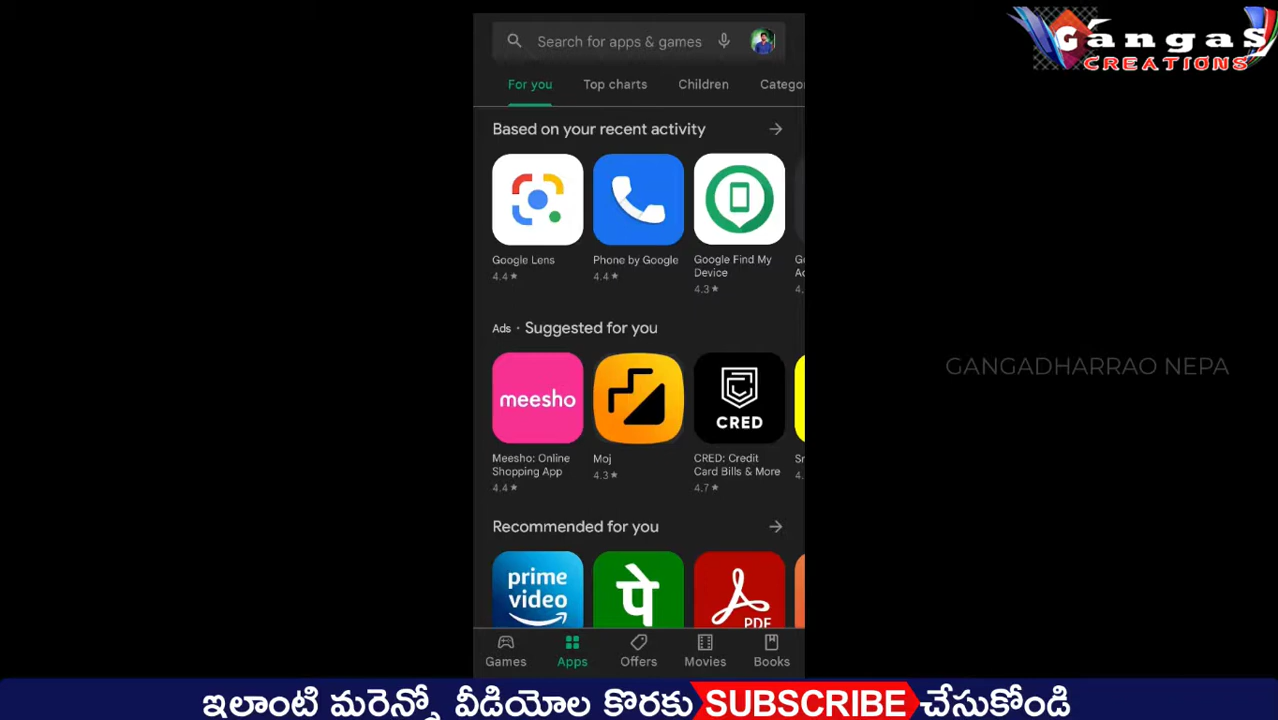 GangaS
CREATIONS
Search for apps & games
For you Top charts Children Categor
Based on your recent activity
Google Lens
4.4★
Phone by Google
4.4★
Google Find My
Device
4.3★
Ads · Suggested for you
meesho
CRED
Meesho: Online
Shopping App
4.4★
Moj
4.3★
CRED: Credit
Card Bills & More
4.7★
Recommended for you
prime
video
पे
PDF
Games Apps Offers Movies Books
GANGADHARRAO NEPA
ఇలాంటి మరెన్నో వీడియోల కొరకు SUBSCRIBE చేసుకోండి